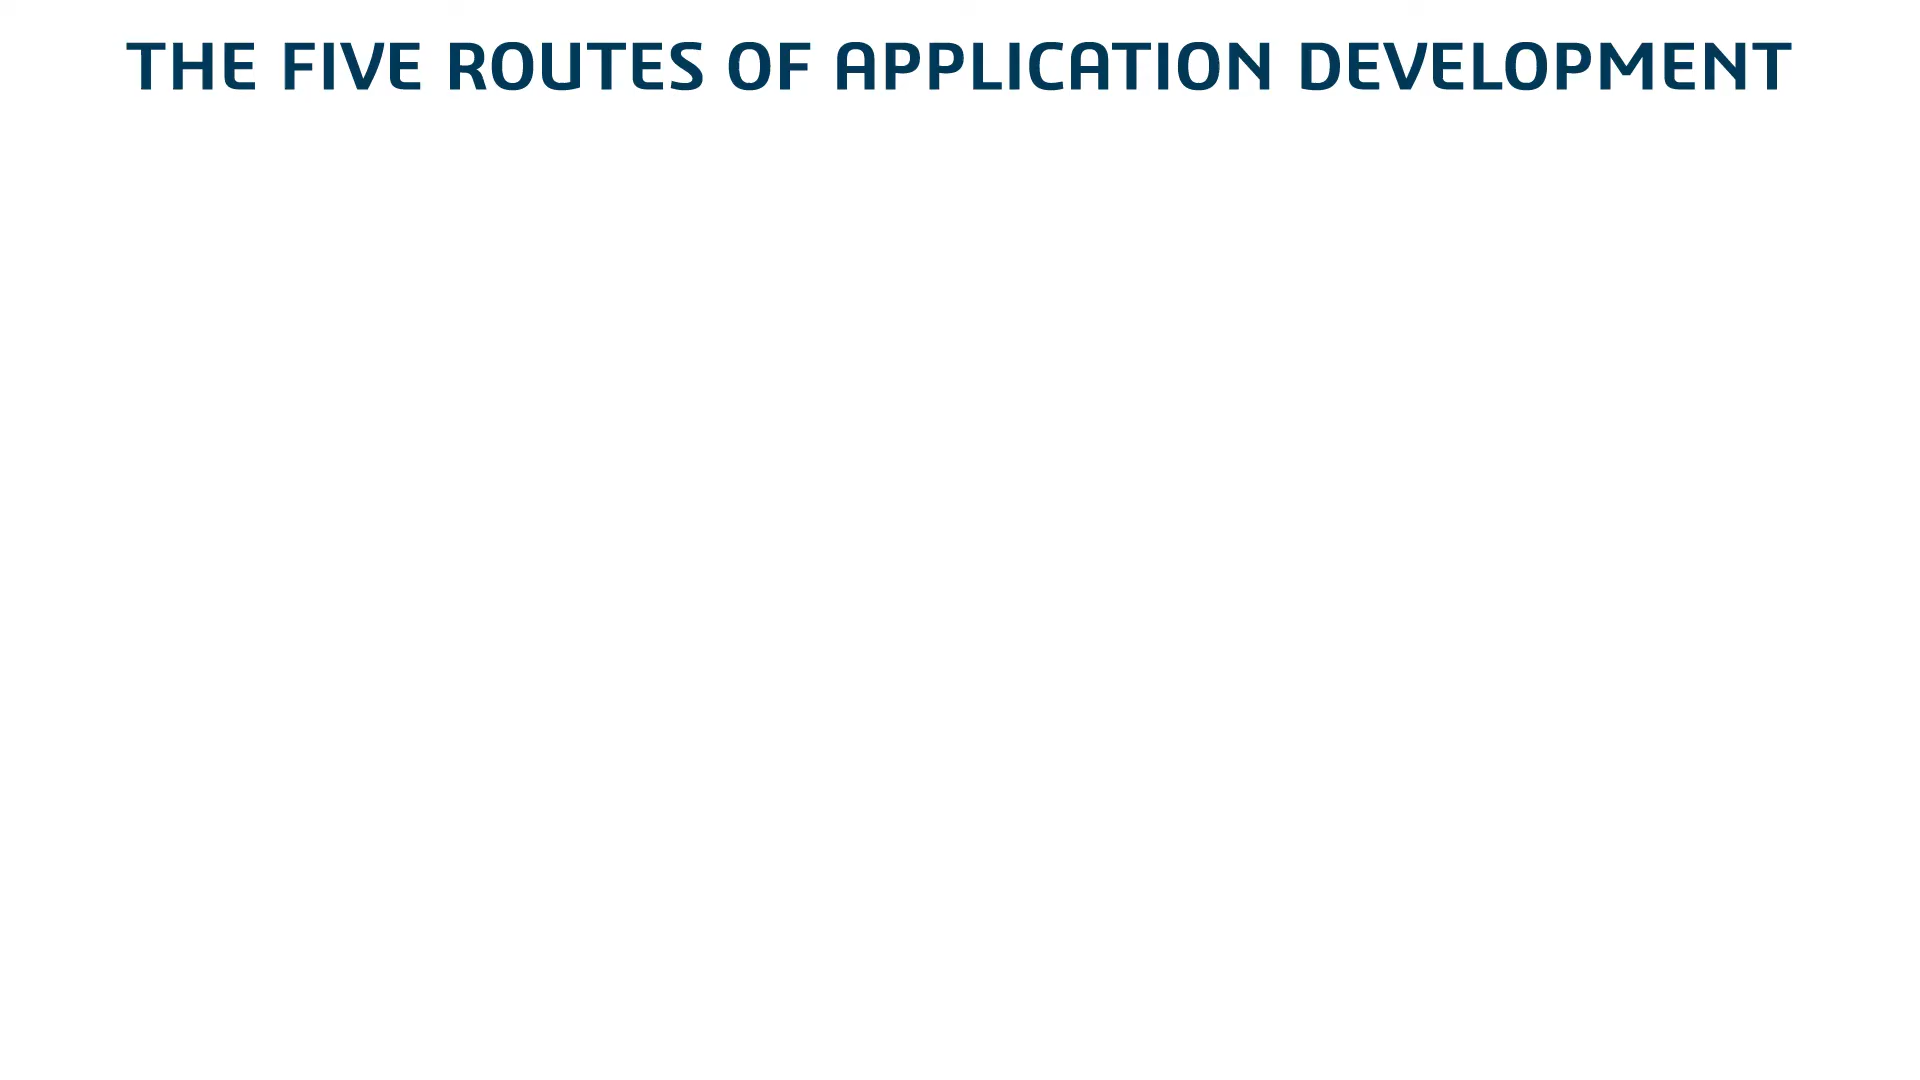 THE FIVE ROUTES OF APPLICATION DEVELOPMENT